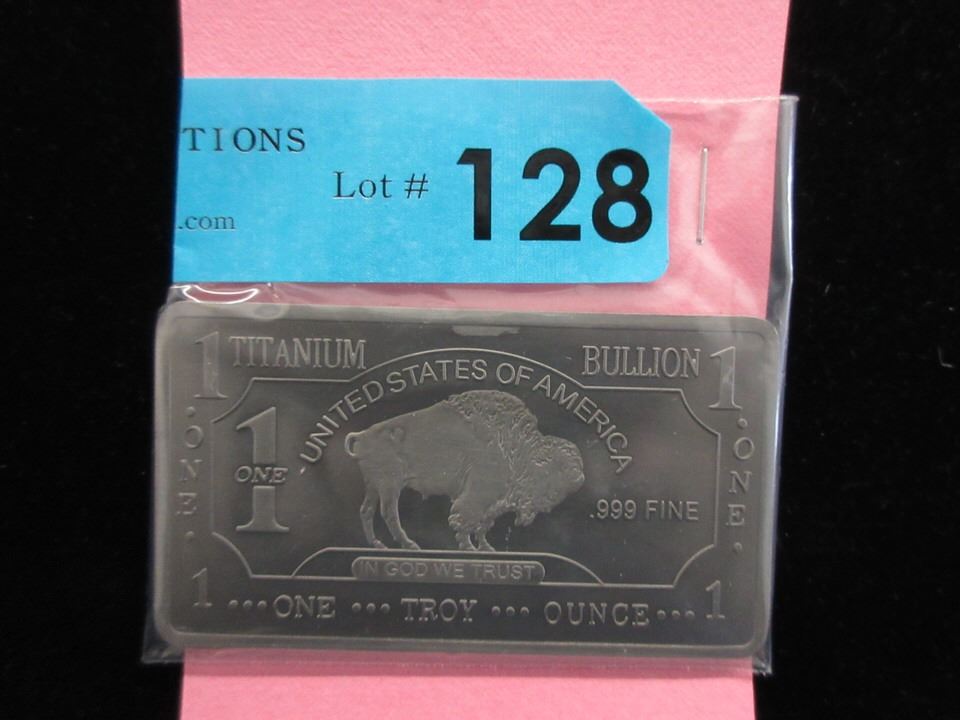 TIONS
Lot # 128
.com
1 TITANIUM BULLION 1
UNITED STATES OF AMERICA
1
ONE
.ONE.
.ONE.
.999 FINE
IN GOD WE TRUST
1 ...ONE ... TROY ... OUNCE... 1